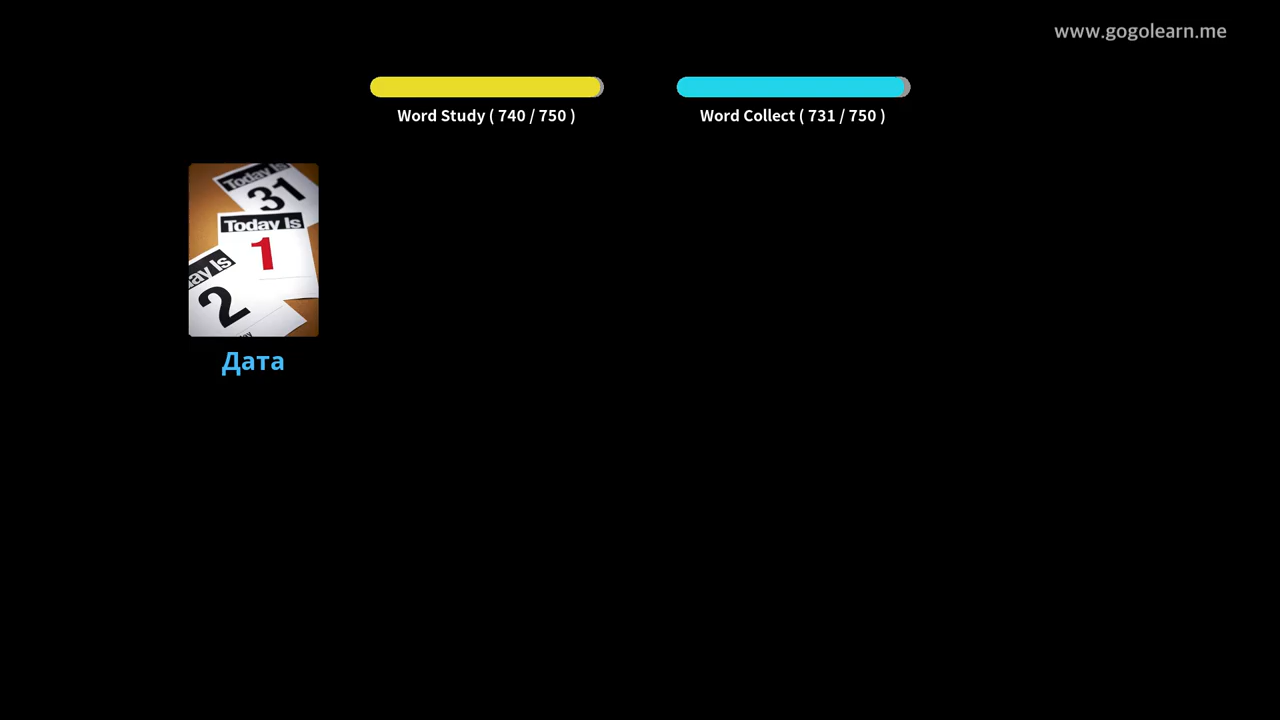 www.gogolearn.me
Word Study ( 740 / 750 )
Word Collect ( 731 / 750 )
Today Is
31
Today Is
1
ay Is
2
Дата